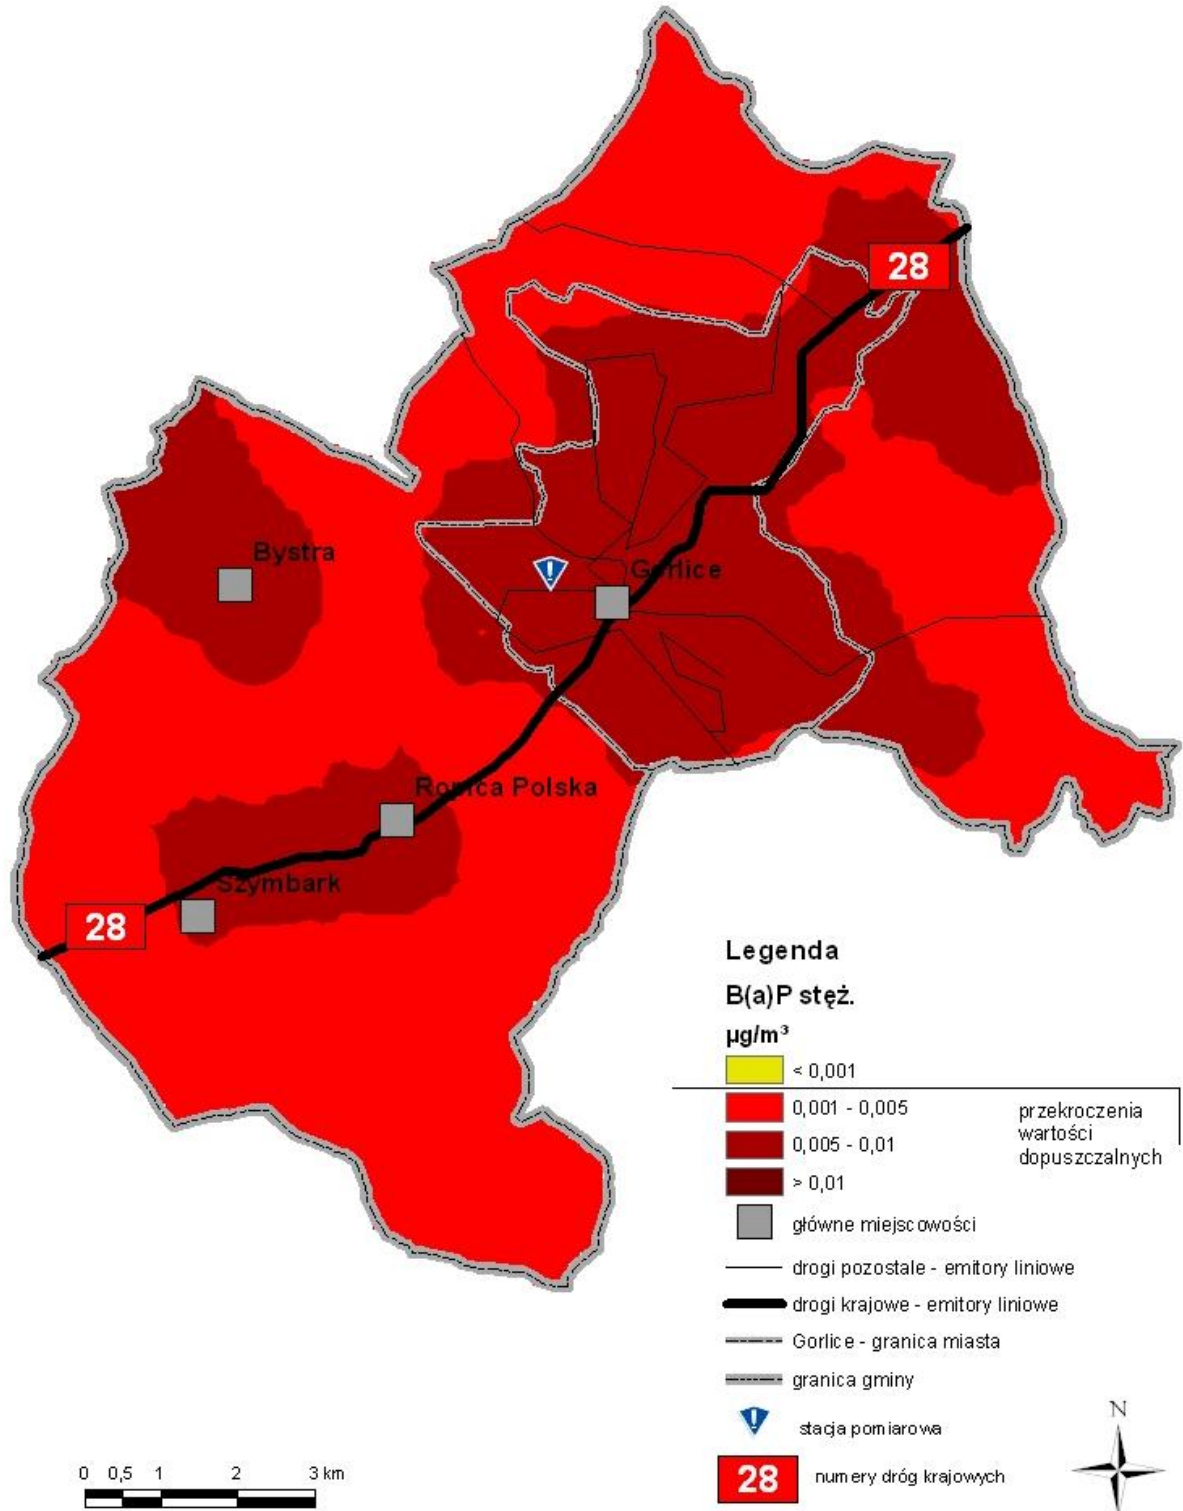 28
Bystra
Gorlice
Ropica Polska
Szymbark
28
Legenda
B(a)P stęż.
µg/m³
< 0,001
0,001 - 0,005
0,005 - 0,01
> 0,01
przekroczenia
wartości
dopuszczalnych
główne miejscowości
drogi pozostałe - emitory liniowe
drogi krajowe - emitory liniowe
Gorlice - granica miasta
granica gminy
stacja pomiarowa
28 numery dróg krajowych
0 0,5 1 2 3 km
N